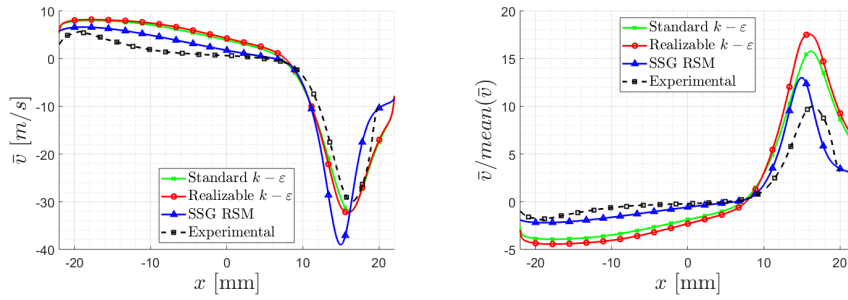 10
0
-10
-20
-30
-40
v̄ [m/s]
Standard k − ε
Realizable k − ε
SSG RSM
Experimental
-20 -10 0 10 20
x [mm]
20
15
10
5
0
-5
v̄/mean(v̄)
Standard k − ε
Realizable k − ε
SSG RSM
Experimental
-20 -10 0 10 20
x [mm]